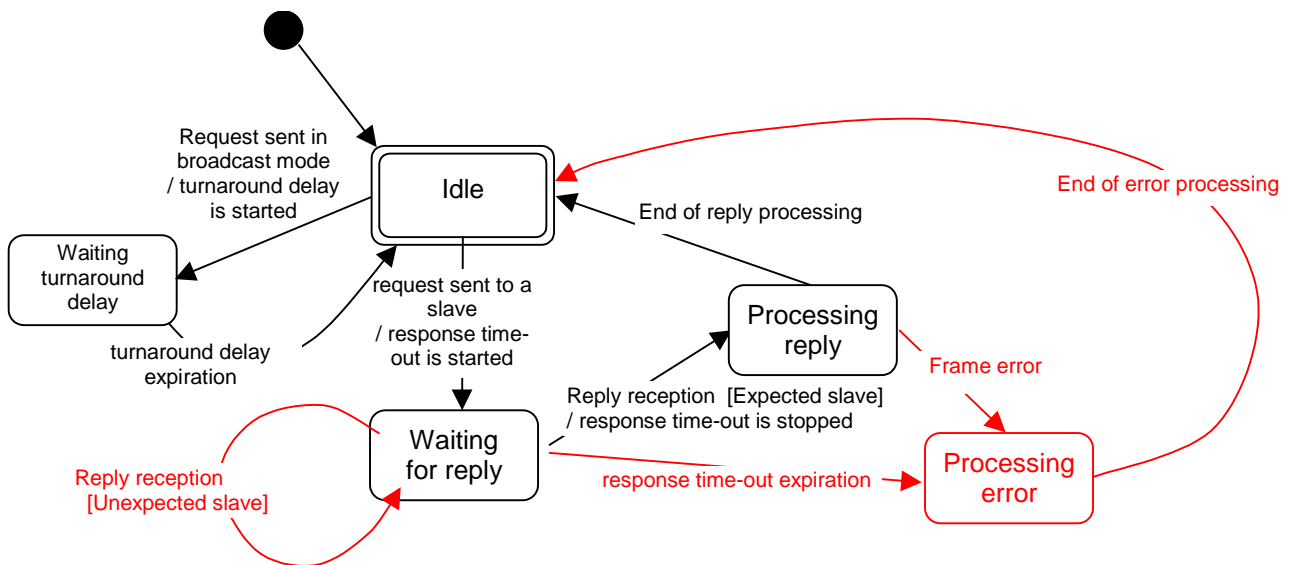 Request sent in
broadcast mode
/ turnaround delay
is started
Idle
End of error processing
End of reply processing
Waiting
turnaround
delay
request sent to a
slave
/ response time-
out is started
Processing
reply
turnaround delay
expiration
Frame error
Reply reception [Expected slave]
/ response time-out is stopped
Waiting
for reply
Reply reception
[Unexpected slave]
response time-out expiration
Processing
error